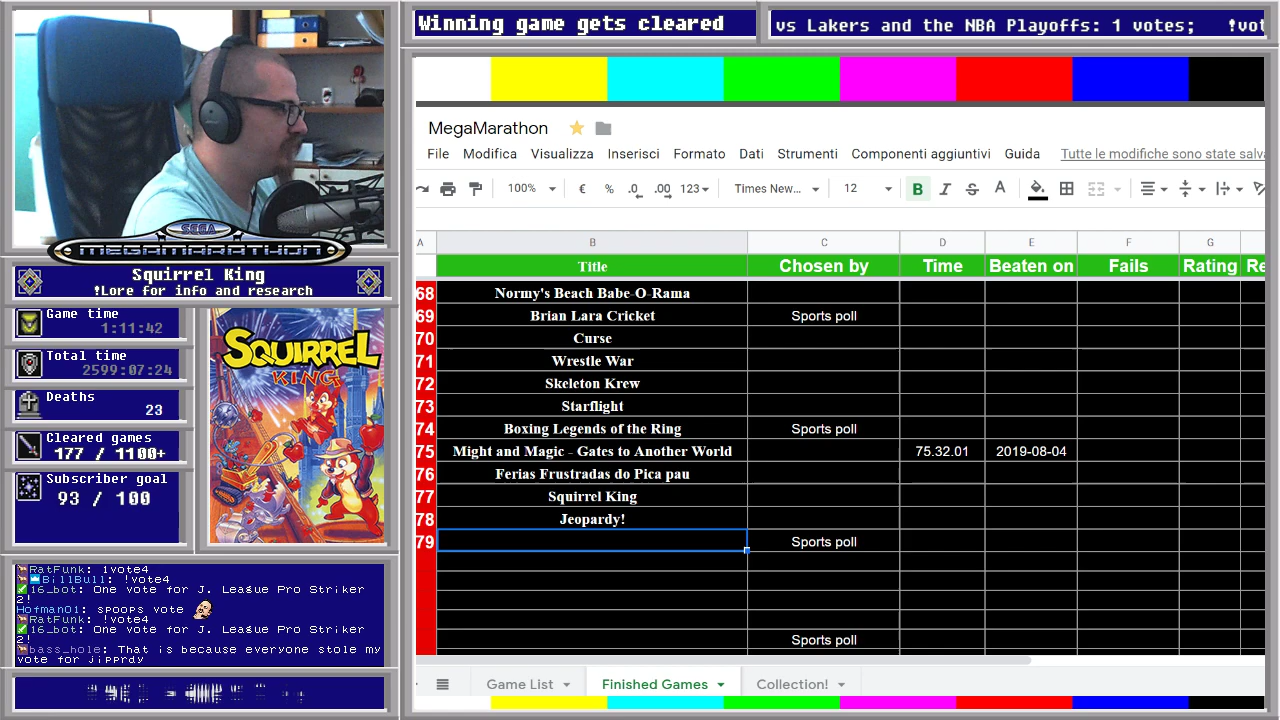 Winning game gets cleared
vs Lakers and the NBA Playoffs: 1 votes;
MegaMarathon
File Modifica Visualizza Inserisci Formato Dati Strumenti Componenti aggiuntivi Guida Tutte le modifiche sono state salv
100% € % .0 .00 123 Times New... 12 B I S A
A B C D E F G
Title Chosen by Time Beaten on Fails Rating Re
68 Normy's Beach Babe-O-Rama
69 Brian Lara Cricket Sports poll
70 Curse
71 Wrestle War
72 Skeleton Krew
73 Starflight
74 Boxing Legends of the Ring Sports poll
75 Might and Magic - Gates to Another World 75.32.01 2019-08-04
76 Ferias Frustradas do Pica pau
77 Squirrel King
78 Jeopardy!
79 Sports poll
Sports poll
Game List Finished Games Collection!
SEGA
MEGAMARATHON
Squirrel King
!Lore for info and research
Game time
1:11:42
Total time
2599:07:24
Deaths
23
Cleared games
177 / 1100+
Subscriber goal
93 / 100
SQUIRREL
KING
RatFunk: 1vote4
BillBull: !vote4
16_bot: One vote for J. League Pro Striker
2!
Hofman01: spoops vote
RatFunk: !vote4
16_bot: One vote for J. League Pro Striker
2!
bass_hole: That is because everyone stole my
vote for jipprdy